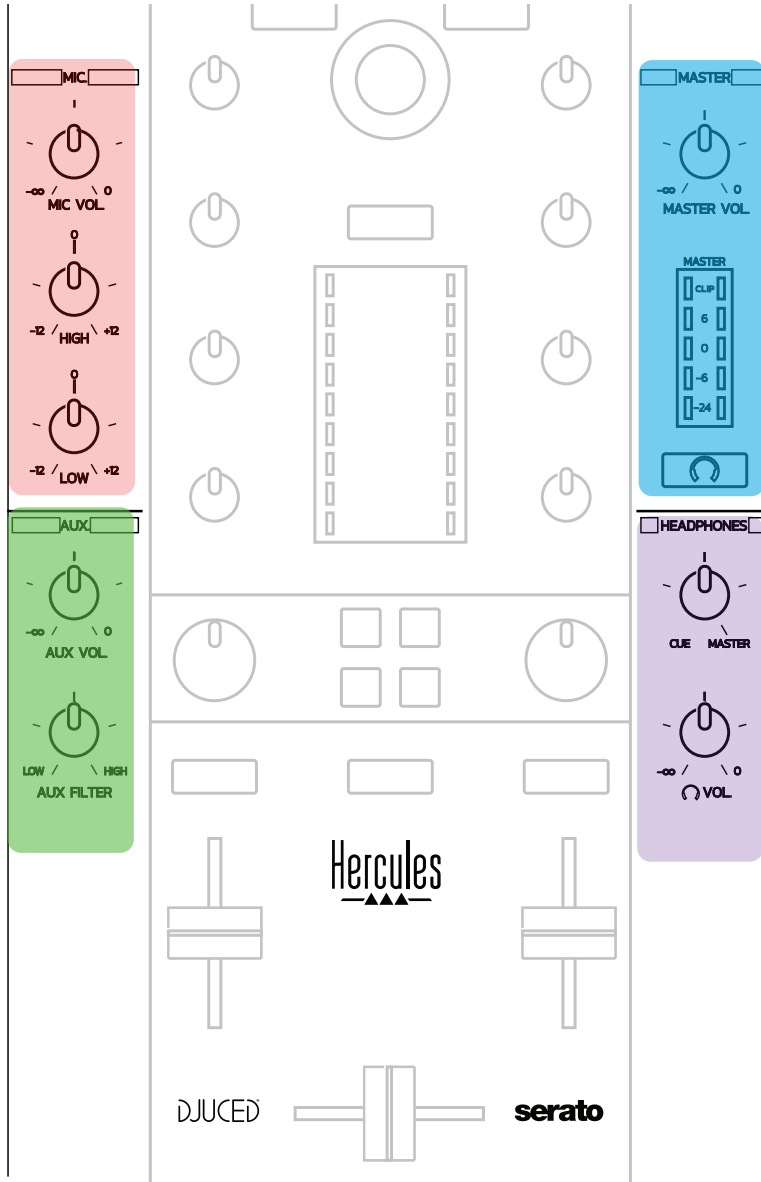 MIC.
-∞ 0
MIC VOL.
0
-12 HIGH +12
0
-12 LOW +12
AUX.
-∞ 0
AUX VOL.
LOW HIGH
AUX FILTER
MASTER
-∞ 0
MASTER VOL.
MASTER
CLIP
6
0
-6
-24
HEADPHONES
CUE MASTER
-∞ 0
VOL.
Hercules
DJUCED
serato